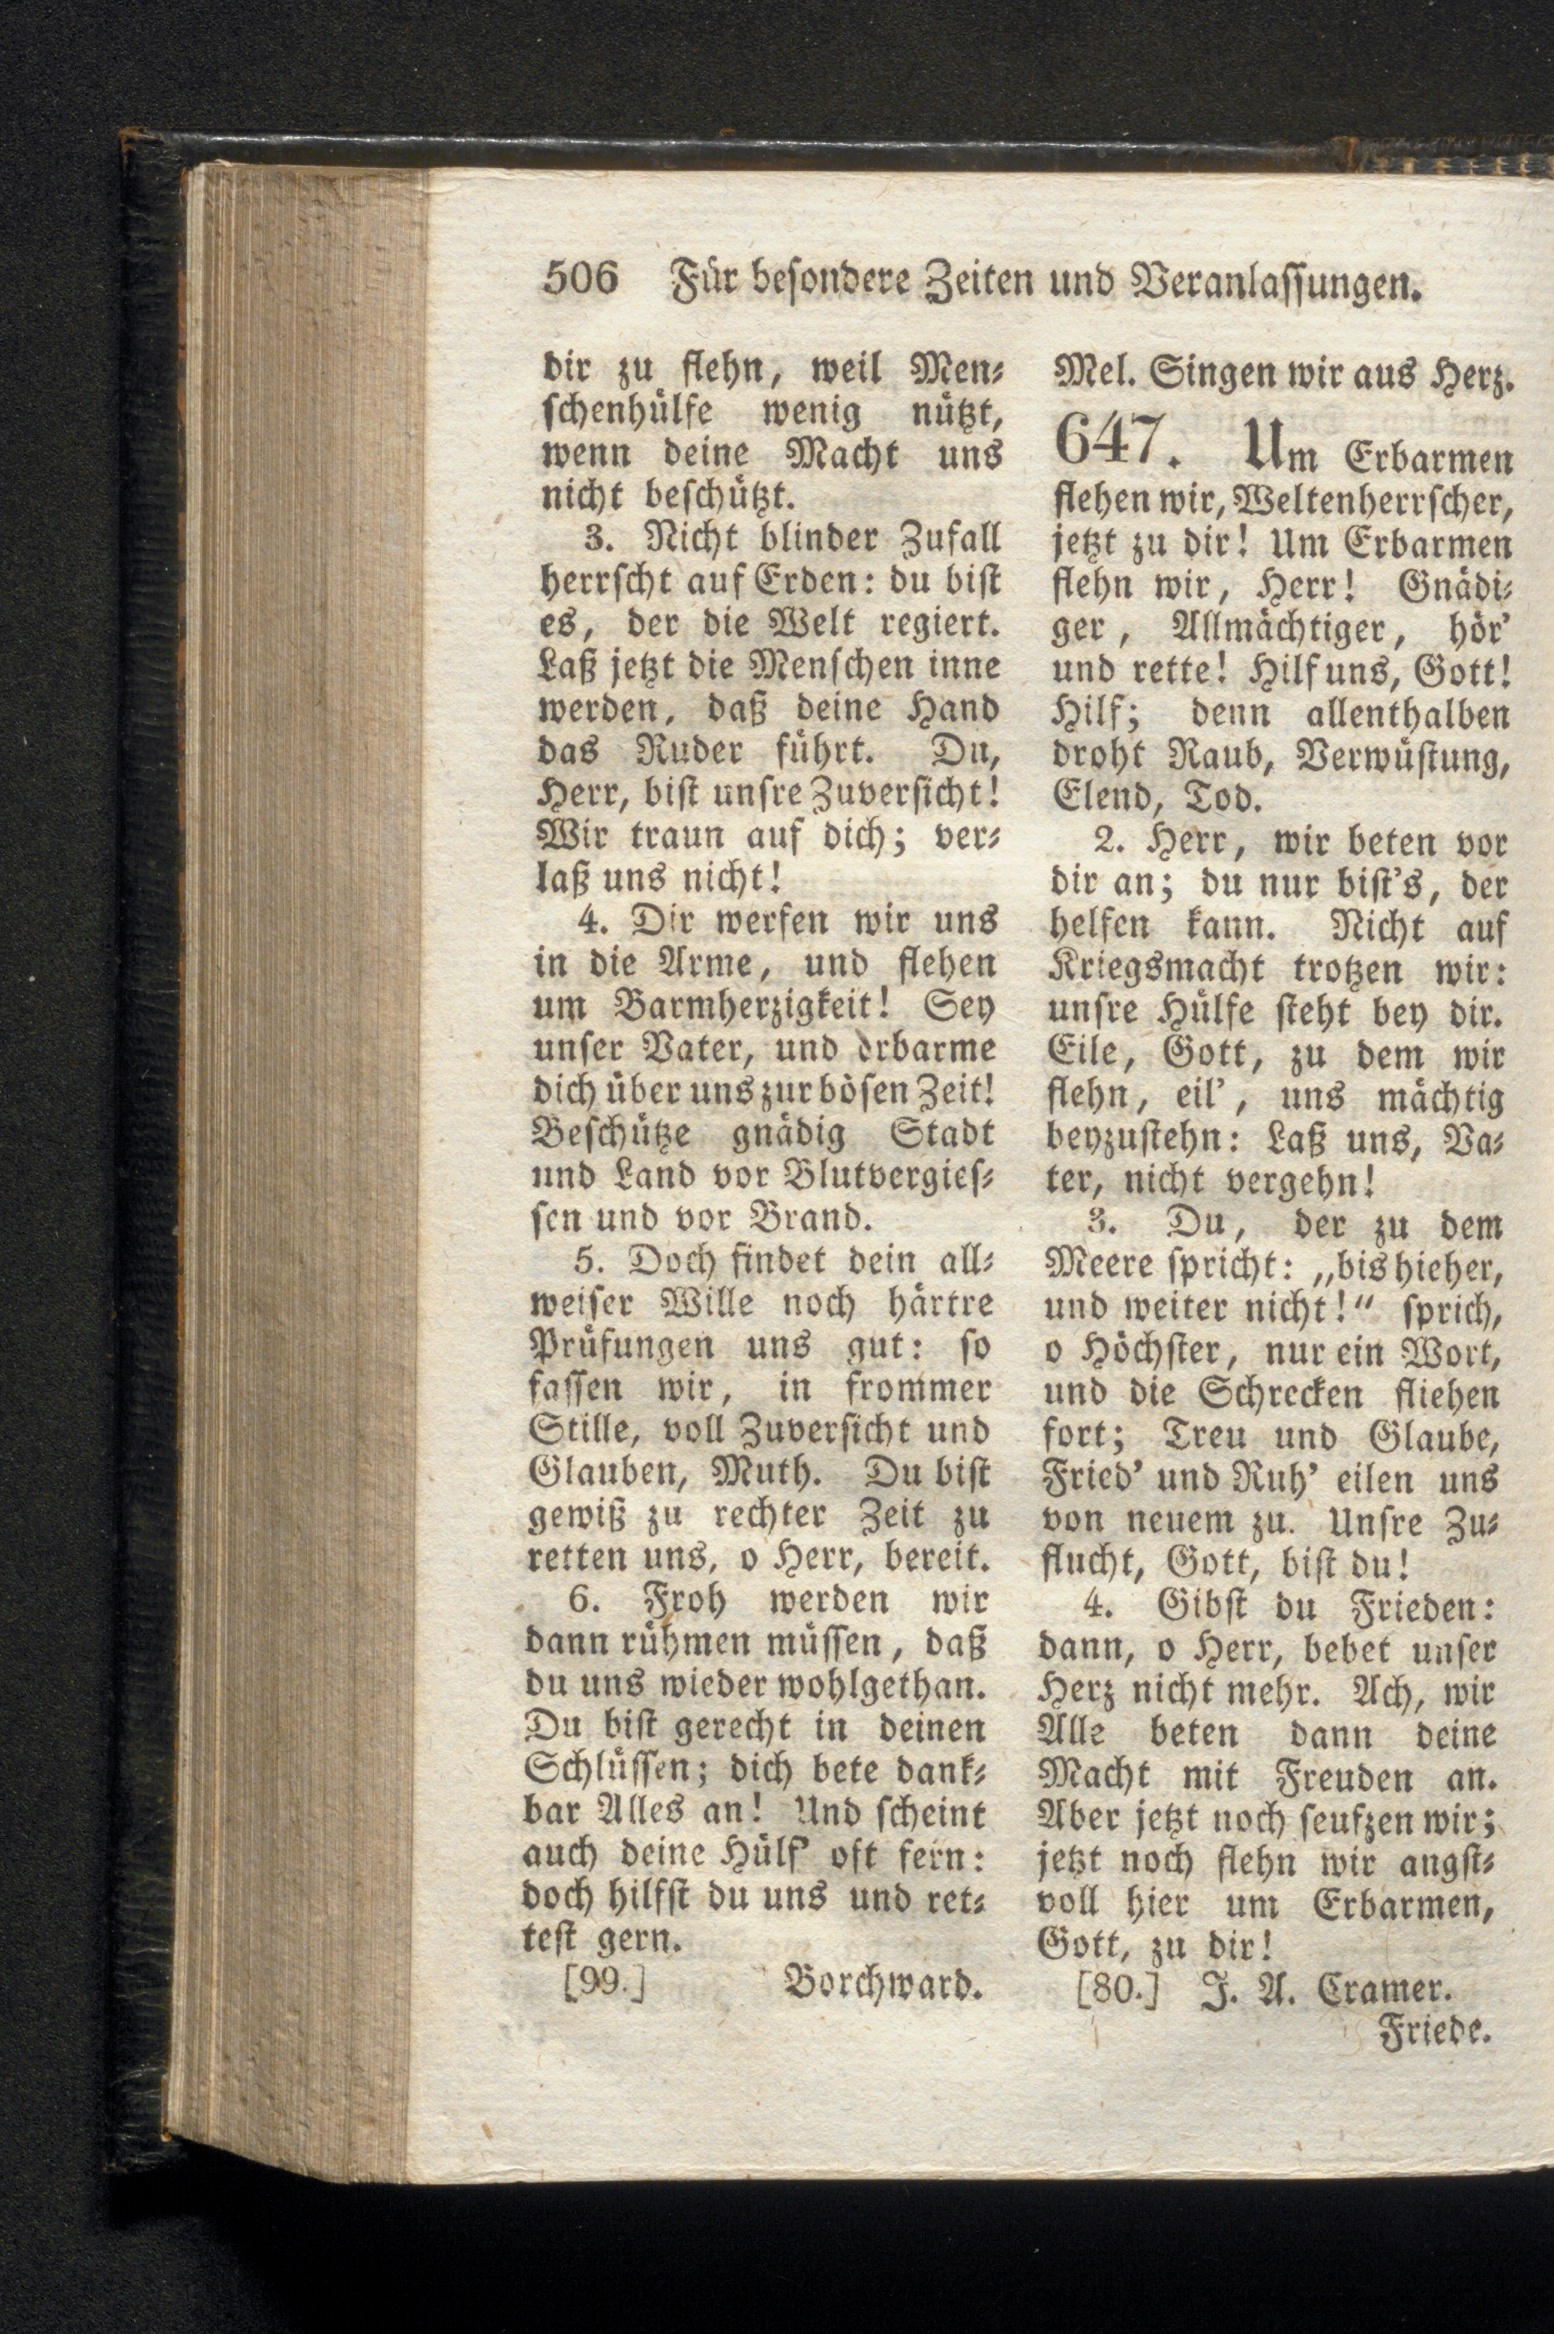 506 Für beſondere Zeiten und Veranlaſſungen.
dir zu flehn, weil Men⸗
ſchenhülfe wenig nützt,
wenn deine Macht uns
nicht beſchützt.
3. Nicht blinder Zufall
herrſcht auf Erden: du biſt
es, der die Welt regiert.
Laß jetzt die Menſchen inne
werden, daß deine Hand
das Ruder führt. Du,
Herr, biſt unſre Zuverſicht!
Wir traun auf dich; ver⸗
laß uns nicht!
4. Dir werfen wir uns
in die Arme, und flehen
um Barmherzigkeit! Sey
unſer Vater, und erbarme
dich über uns zur böſen Zeit!
Beſchütze gnädig Stadt
und Land vor Blutvergieſ⸗
ſen und vor Brand.
5. Doch findet dein all⸗
weiſer Wille noch härtre
Prüfungen uns gut: ſo
faſſen wir, in frommer
Stille, voll Zuverſicht und
Glauben, Muth. Du biſt
gewiß zu rechter Zeit zu
retten uns, o Herr, bereit.
6. Froh werden wir
dann rühmen müſſen, daß
du uns wieder wohlgethan.
Du biſt gerecht in deinen
Schlüſſen; dich bete dank⸗
bar Alles an! Und ſcheint
auch deine Hülf' oft fern:
doch hilfſt du uns und ret⸗
teſt gern.
[99.] Borchward.
Mel. Singen wir aus Herz.
647. Um Erbarmen
flehen wir, Weltenherrſcher,
jetzt zu dir! Um Erbarmen
flehn wir, Herr! Gnädi⸗
ger, Allmächtiger, hör'
und rette! Hilf uns, Gott!
Hilf; denn allenthalben
droht Raub, Verwüſtung,
Elend, Tod.
2. Herr, wir beten vor
dir an; du nur biſt's, der
helfen kann. Nicht auf
Kriegsmacht trotzen wir:
unſre Hülfe ſteht bey dir.
Eile, Gott, zu dem wir
flehn, eil', uns mächtig
beyzuſtehn: Laß uns, Va⸗
ter, nicht vergehn!
3. Du, der zu dem
Meere ſpricht: „bis hieher,
und weiter nicht!“ ſprich,
o Höchſter, nur ein Wort,
und die Schrecken fliehen
fort; Treu und Glaube,
Fried' und Ruh' eilen uns
von neuem zu. Unſre Zu⸗
flucht, Gott, biſt du!
4. Gibſt du Frieden:
dann, o Herr, bebet unſer
Herz nicht mehr. Ach, wir
Alle beten dann deine
Macht mit Freuden an.
Aber jetzt noch ſeufzen wir;
jetzt noch flehn wir angſt⸗
voll hier um Erbarmen,
Gott, zu dir!
[80.] J. A. Cramer.
Friede.